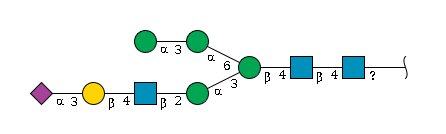 α 3 α
6
β 4 β 4 ?
3
α 3 β 4 β 2 α